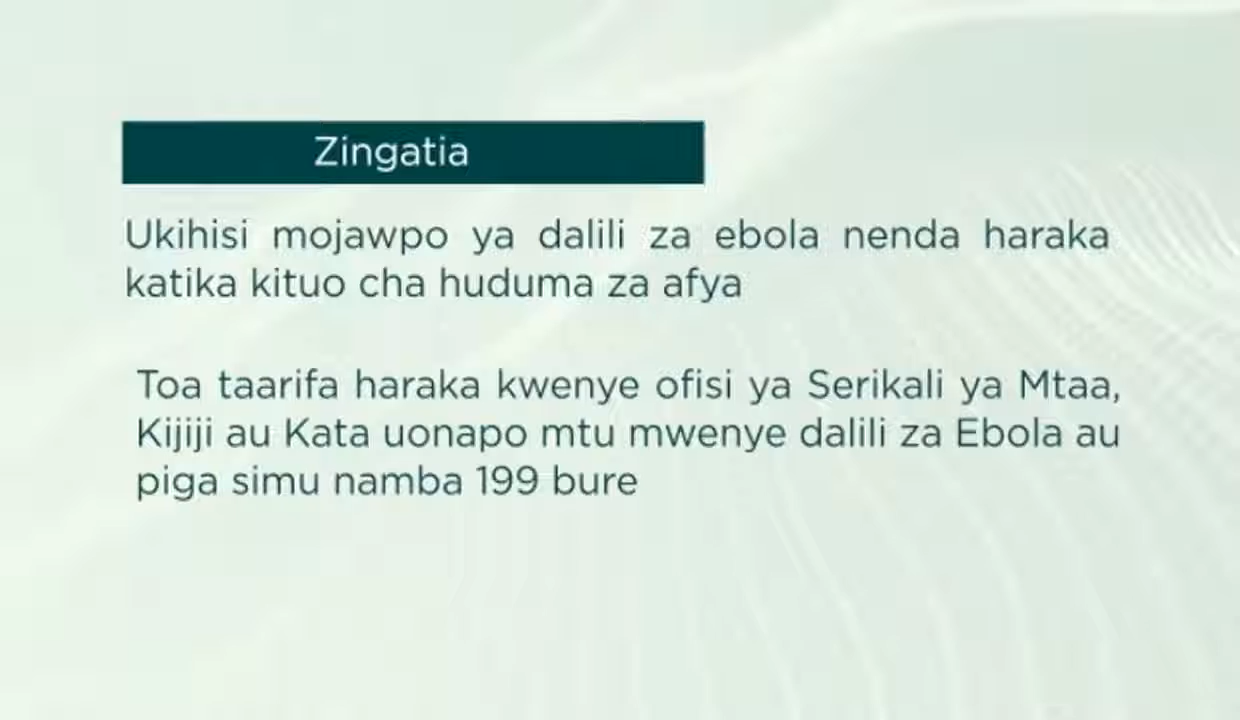 Zingatia
Ukihisi mojawpo ya dalili za ebola nenda haraka
katika kituo cha huduma za afya
Toa taarifa haraka kwenye ofisi ya Serikali ya Mtaa,
Kijiji au Kata uonapo mtu mwenye dalili za Ebola au
piga simu namba 199 bure